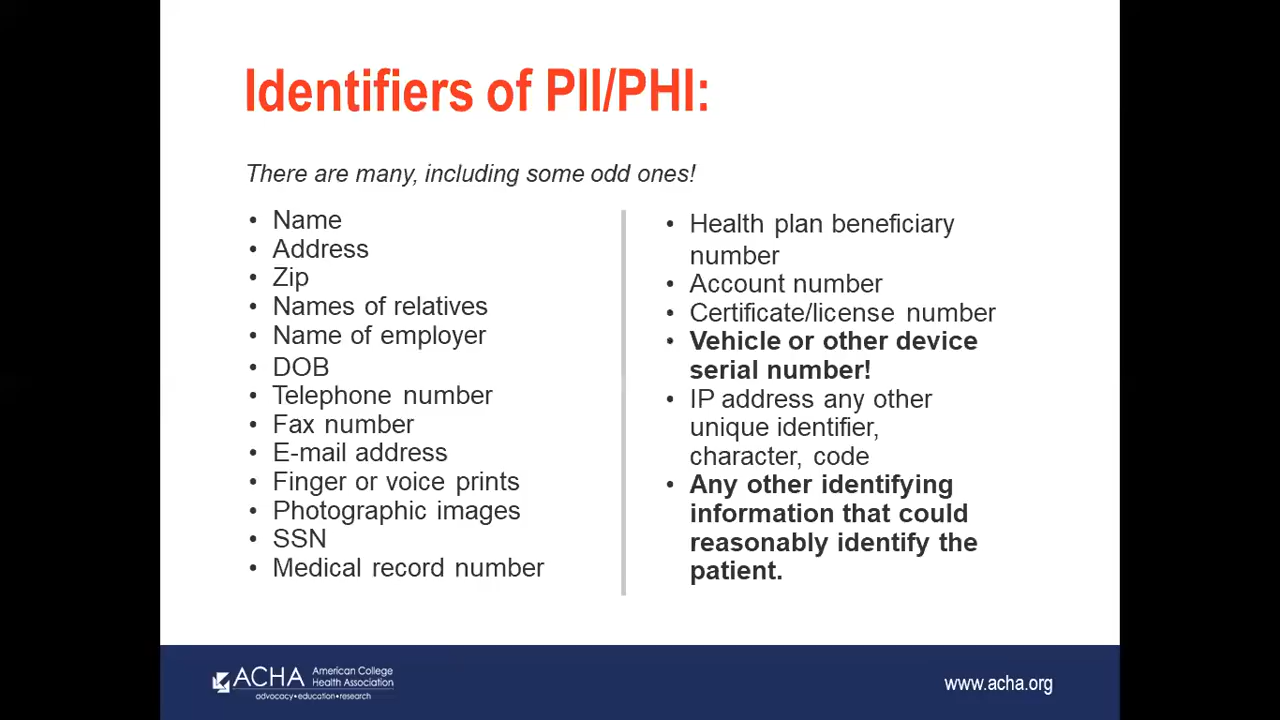 Identifiers of PII/PHI:
There are many, including some odd ones!
• Name
• Address
• Zip
• Names of relatives
• Name of employer
• DOB
• Telephone number
• Fax number
• E-mail address
• Finger or voice prints
• Photographic images
• SSN
• Medical record number
• Health plan beneficiary
number
• Account number
• Certificate/license number
• Vehicle or other device
serial number!
• IP address any other
unique identifier,
character, code
• Any other identifying
information that could
reasonably identify the
patient.
ACHA
American College
Health Association
advocacy•education•research
www.acha.org